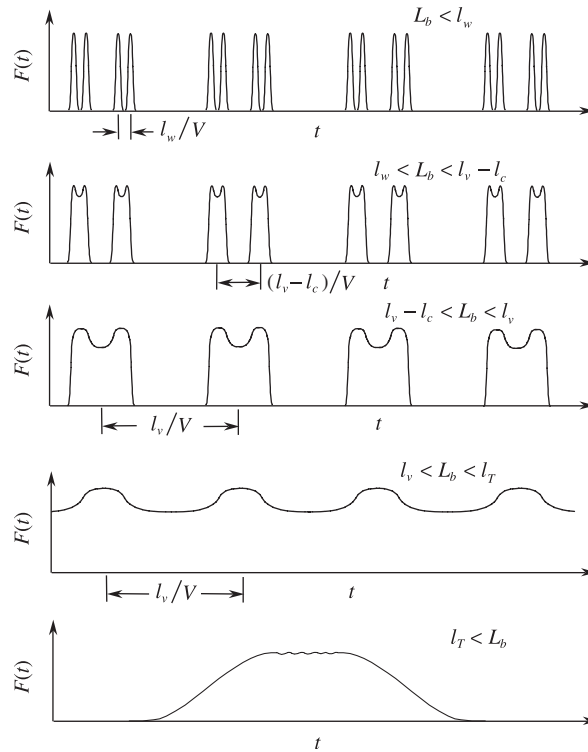 L_b < l_w
F(t)
l_w/V
t
l_w < L_b < l_v – l_c
F(t)
(l_v – l_c)/V
t
l_v – l_c < L_b < l_v
F(t)
l_v/V
t
l_v < L_b < l_T
F(t)
l_v/V
t
l_T < L_b
F(t)
t